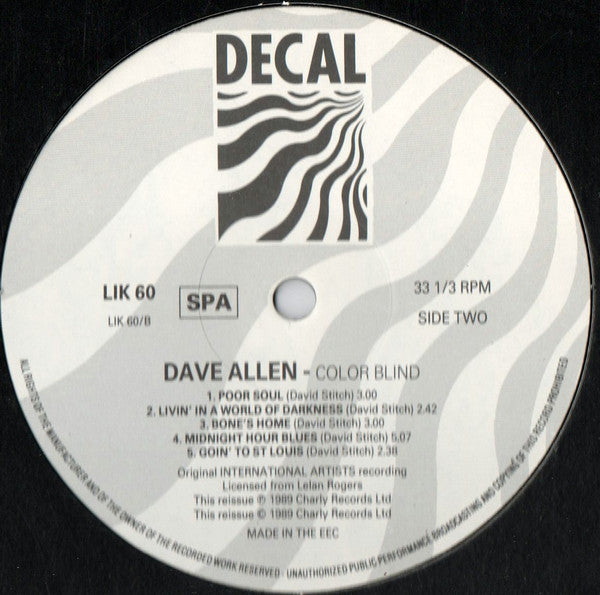 DECAL
LIK 60
SPA
33 1/3 RPM
LIK 60/B
SIDE TWO
DAVE ALLEN - COLOR BLIND
1. POOR SOUL (David Stitch) 3.00
2. LIVIN' IN A WORLD OF DARKNESS (David Stitch) 2.42
3. BONE'S HOME (David Stitch) 3.00
4. MIDNIGHT HOUR BLUES (David Stitch) 5.07
5. GOIN' TO ST LOUIS (David Stitch) 2.38
Original INTERNATIONAL ARTISTS recording
Licensed from Lelan Rogers
This reissue ℗ 1989 Charly Records Ltd
This reissue © 1989 Charly Records Ltd
MADE IN THE EEC
ALL RIGHTS OF THE MANUFACTURER AND OF THE OWNER OF THE RECORDED WORK RESERVED - UNAUTHORIZED PUBLIC PERFORMANCE BROADCASTING AND COPYING OF THIS RECORD PROHIBITED